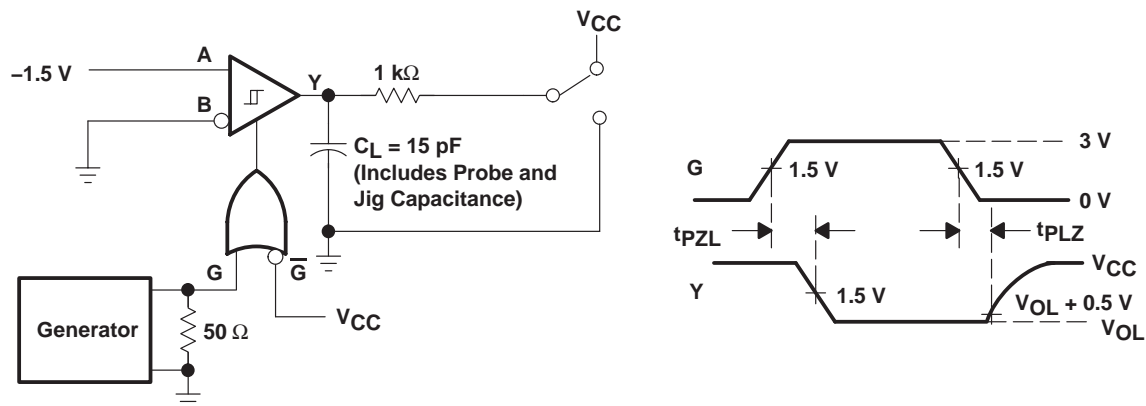 VCC
A
–1.5 V
Y
1 kΩ
B
CL = 15 pF
(Includes Probe and
Jig Capacitance)
G
G̅
Generator
50 Ω
VCC
3 V
G
1.5 V
1.5 V
0 V
tPZL
tPLZ
VCC
Y
1.5 V
VOL + 0.5 V
VOL